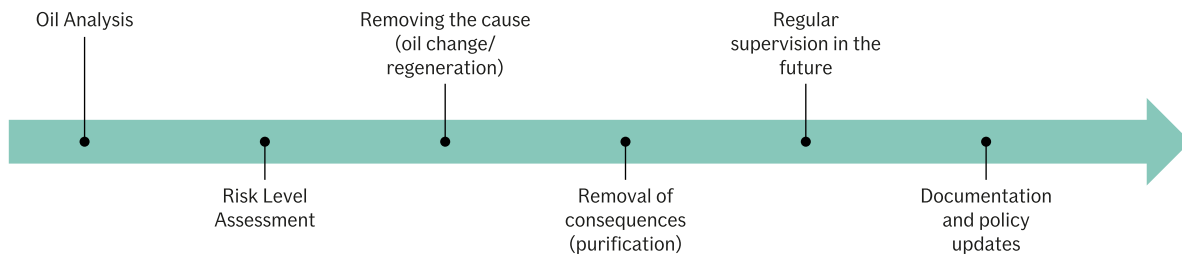 Oil Analysis
Risk Level
Assessment
Removing the cause
(oil change/
regeneration)
Removal of
consequences
(purification)
Regular
supervision in the
future
Documentation
and policy
updates